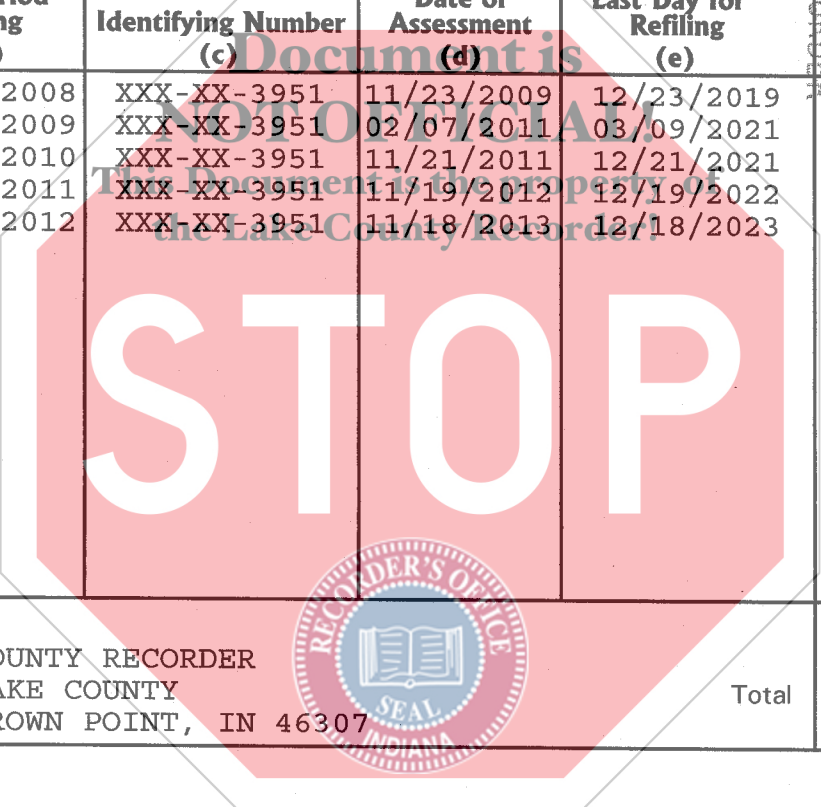 Date of Last Day for
ng Identifying Number Assessment Refiling
) (c) (d) (e)
Document is
2008 XXX-XX-3951 11/23/2009 12/23/2019
NOT OFFICIAL!
2009 XXX-XX-3951 02/07/2011 03/09/2021
2010 XXX-XX-3951 11/21/2011 12/21/2021
This Document is the property of
2011 XXX-XX-3951 11/19/2012 12/19/2022
2012 XXX-XX-3951 11/18/2013 12/18/2023
the Lake County Recorder!
STOP
RECORDER'S OFFICE
SEAL
INDIANA
OUNTY RECORDER
AKE COUNTY Total
ROWN POINT, IN 46307